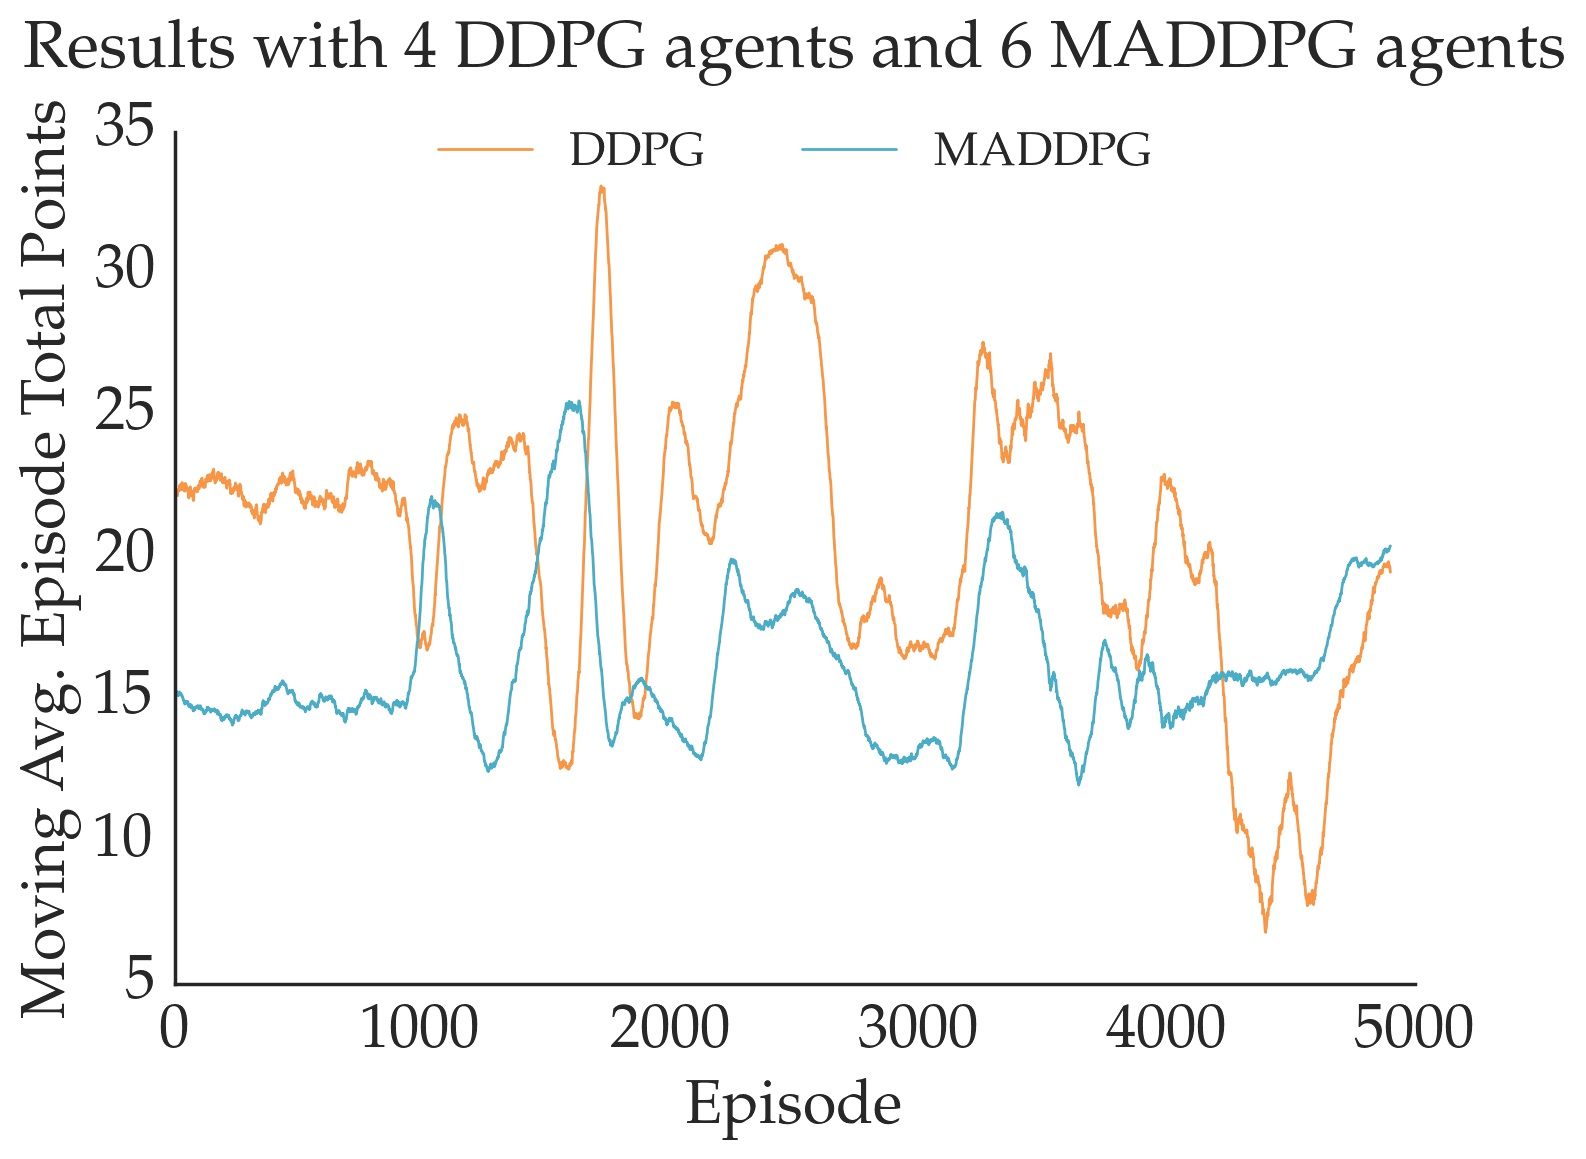 Results with 4 DDPG agents and 6 MADDPG agents
DDPG MADDPG
Moving Avg. Episode Total Points
35
30
25
20
15
10
5
0 1000 2000 3000 4000 5000
Episode